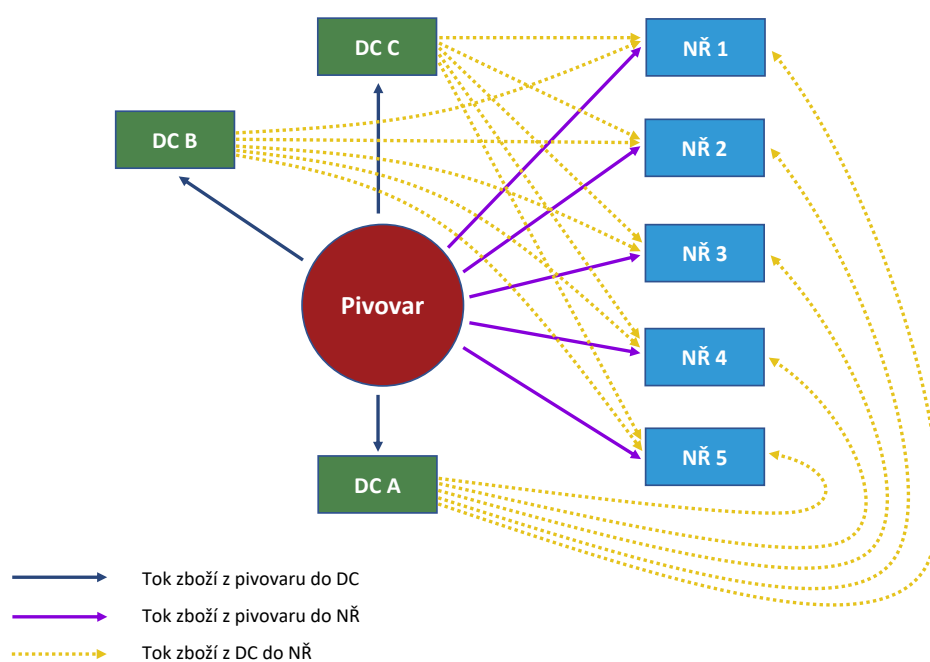 DC C
NŘ 1
DC B
NŘ 2
NŘ 3
Pivovar
NŘ 4
NŘ 5
DC A
Tok zboží z pivovaru do DC
Tok zboží z pivovaru do NŘ
Tok zboží z DC do NŘ